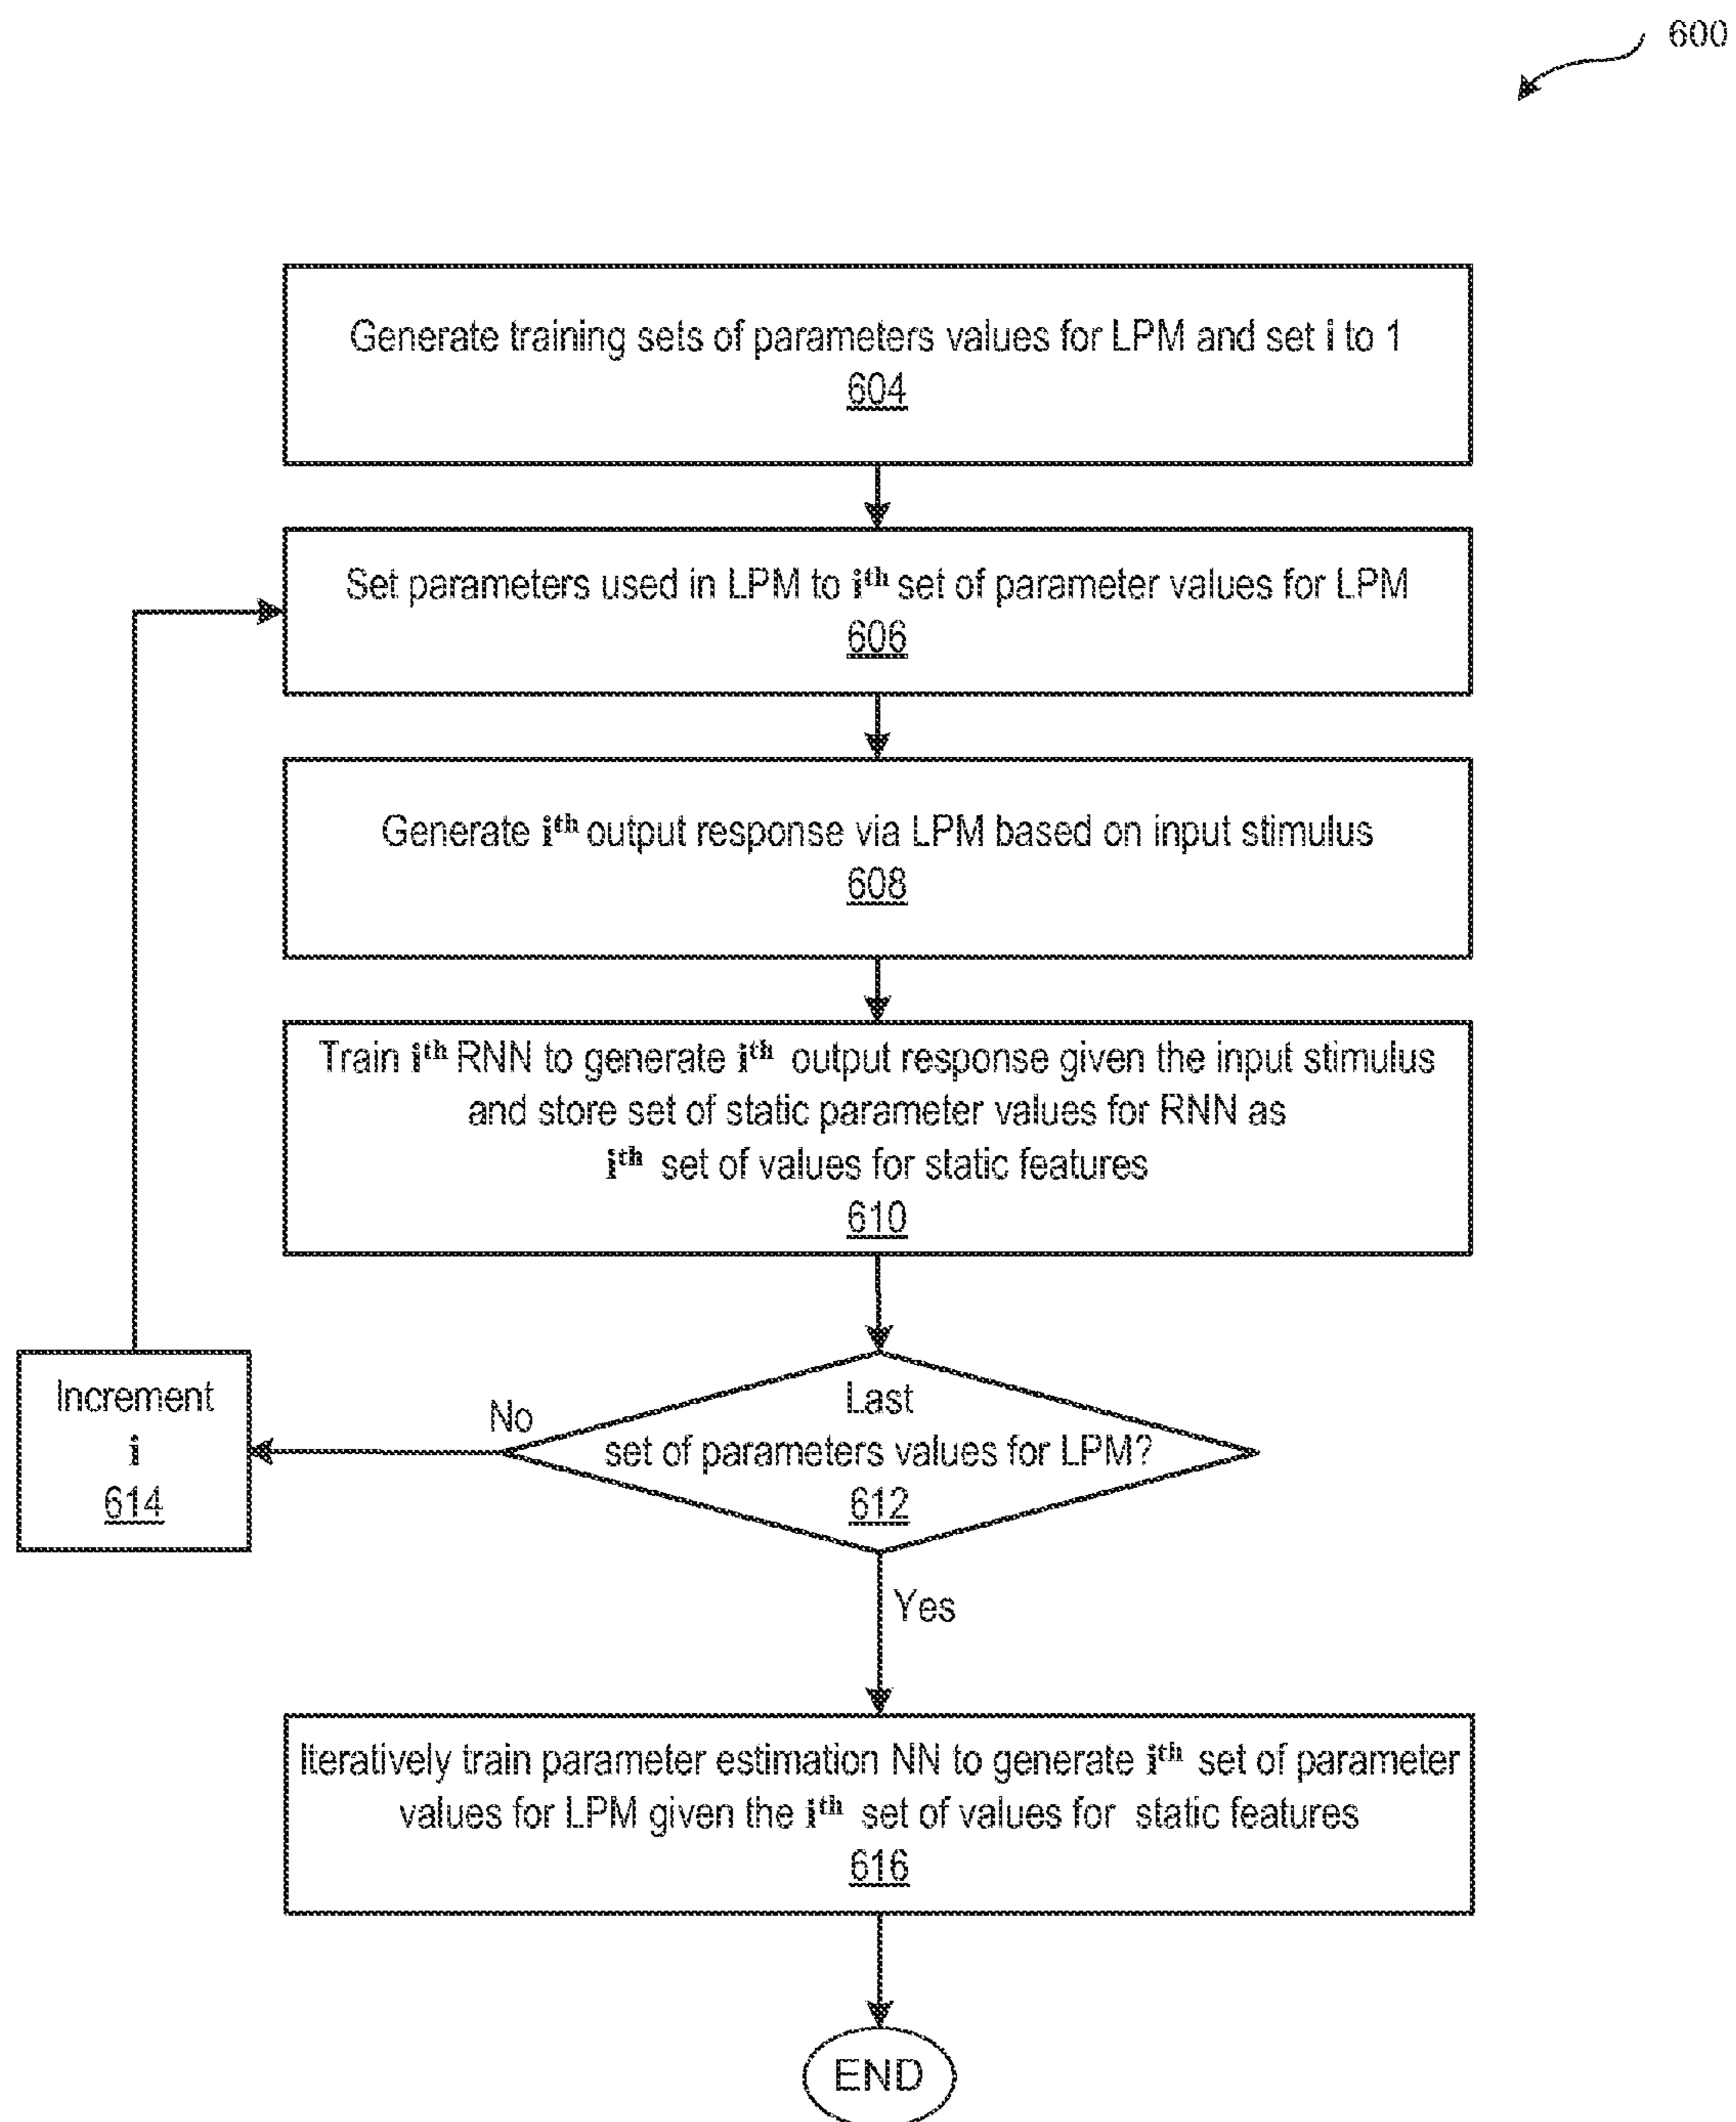 600
Generate training sets of parameters values for LPM and set i to 1
604
Set parameters used in LPM to iᵗʰ set of parameter values for LPM
606
Generate iᵗʰ output response via LPM based on input stimulus
608
Train iᵗʰ RNN to generate iᵗʰ output response given the input stimulus
and store set of static parameter values for RNN as
iᵗʰ set of values for static features
610
Last
set of parameters values for LPM?
612
No
Increment
i
614
Yes
Iteratively train parameter estimation NN to generate iᵗʰ set of parameter
values for LPM given the iᵗʰ set of values for static features
616
END